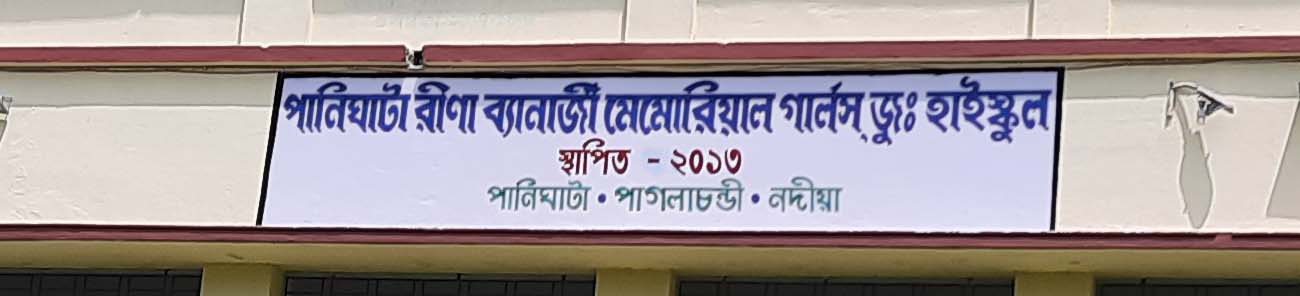 পানিঘাটা রীণা ব্যানার্জী মেমোরিয়াল গার্লস্ জুঃ হাইস্কুল
স্থাপিত - ২০১৩
পানিঘাটা • পাগলাচন্ডী • নদীয়া